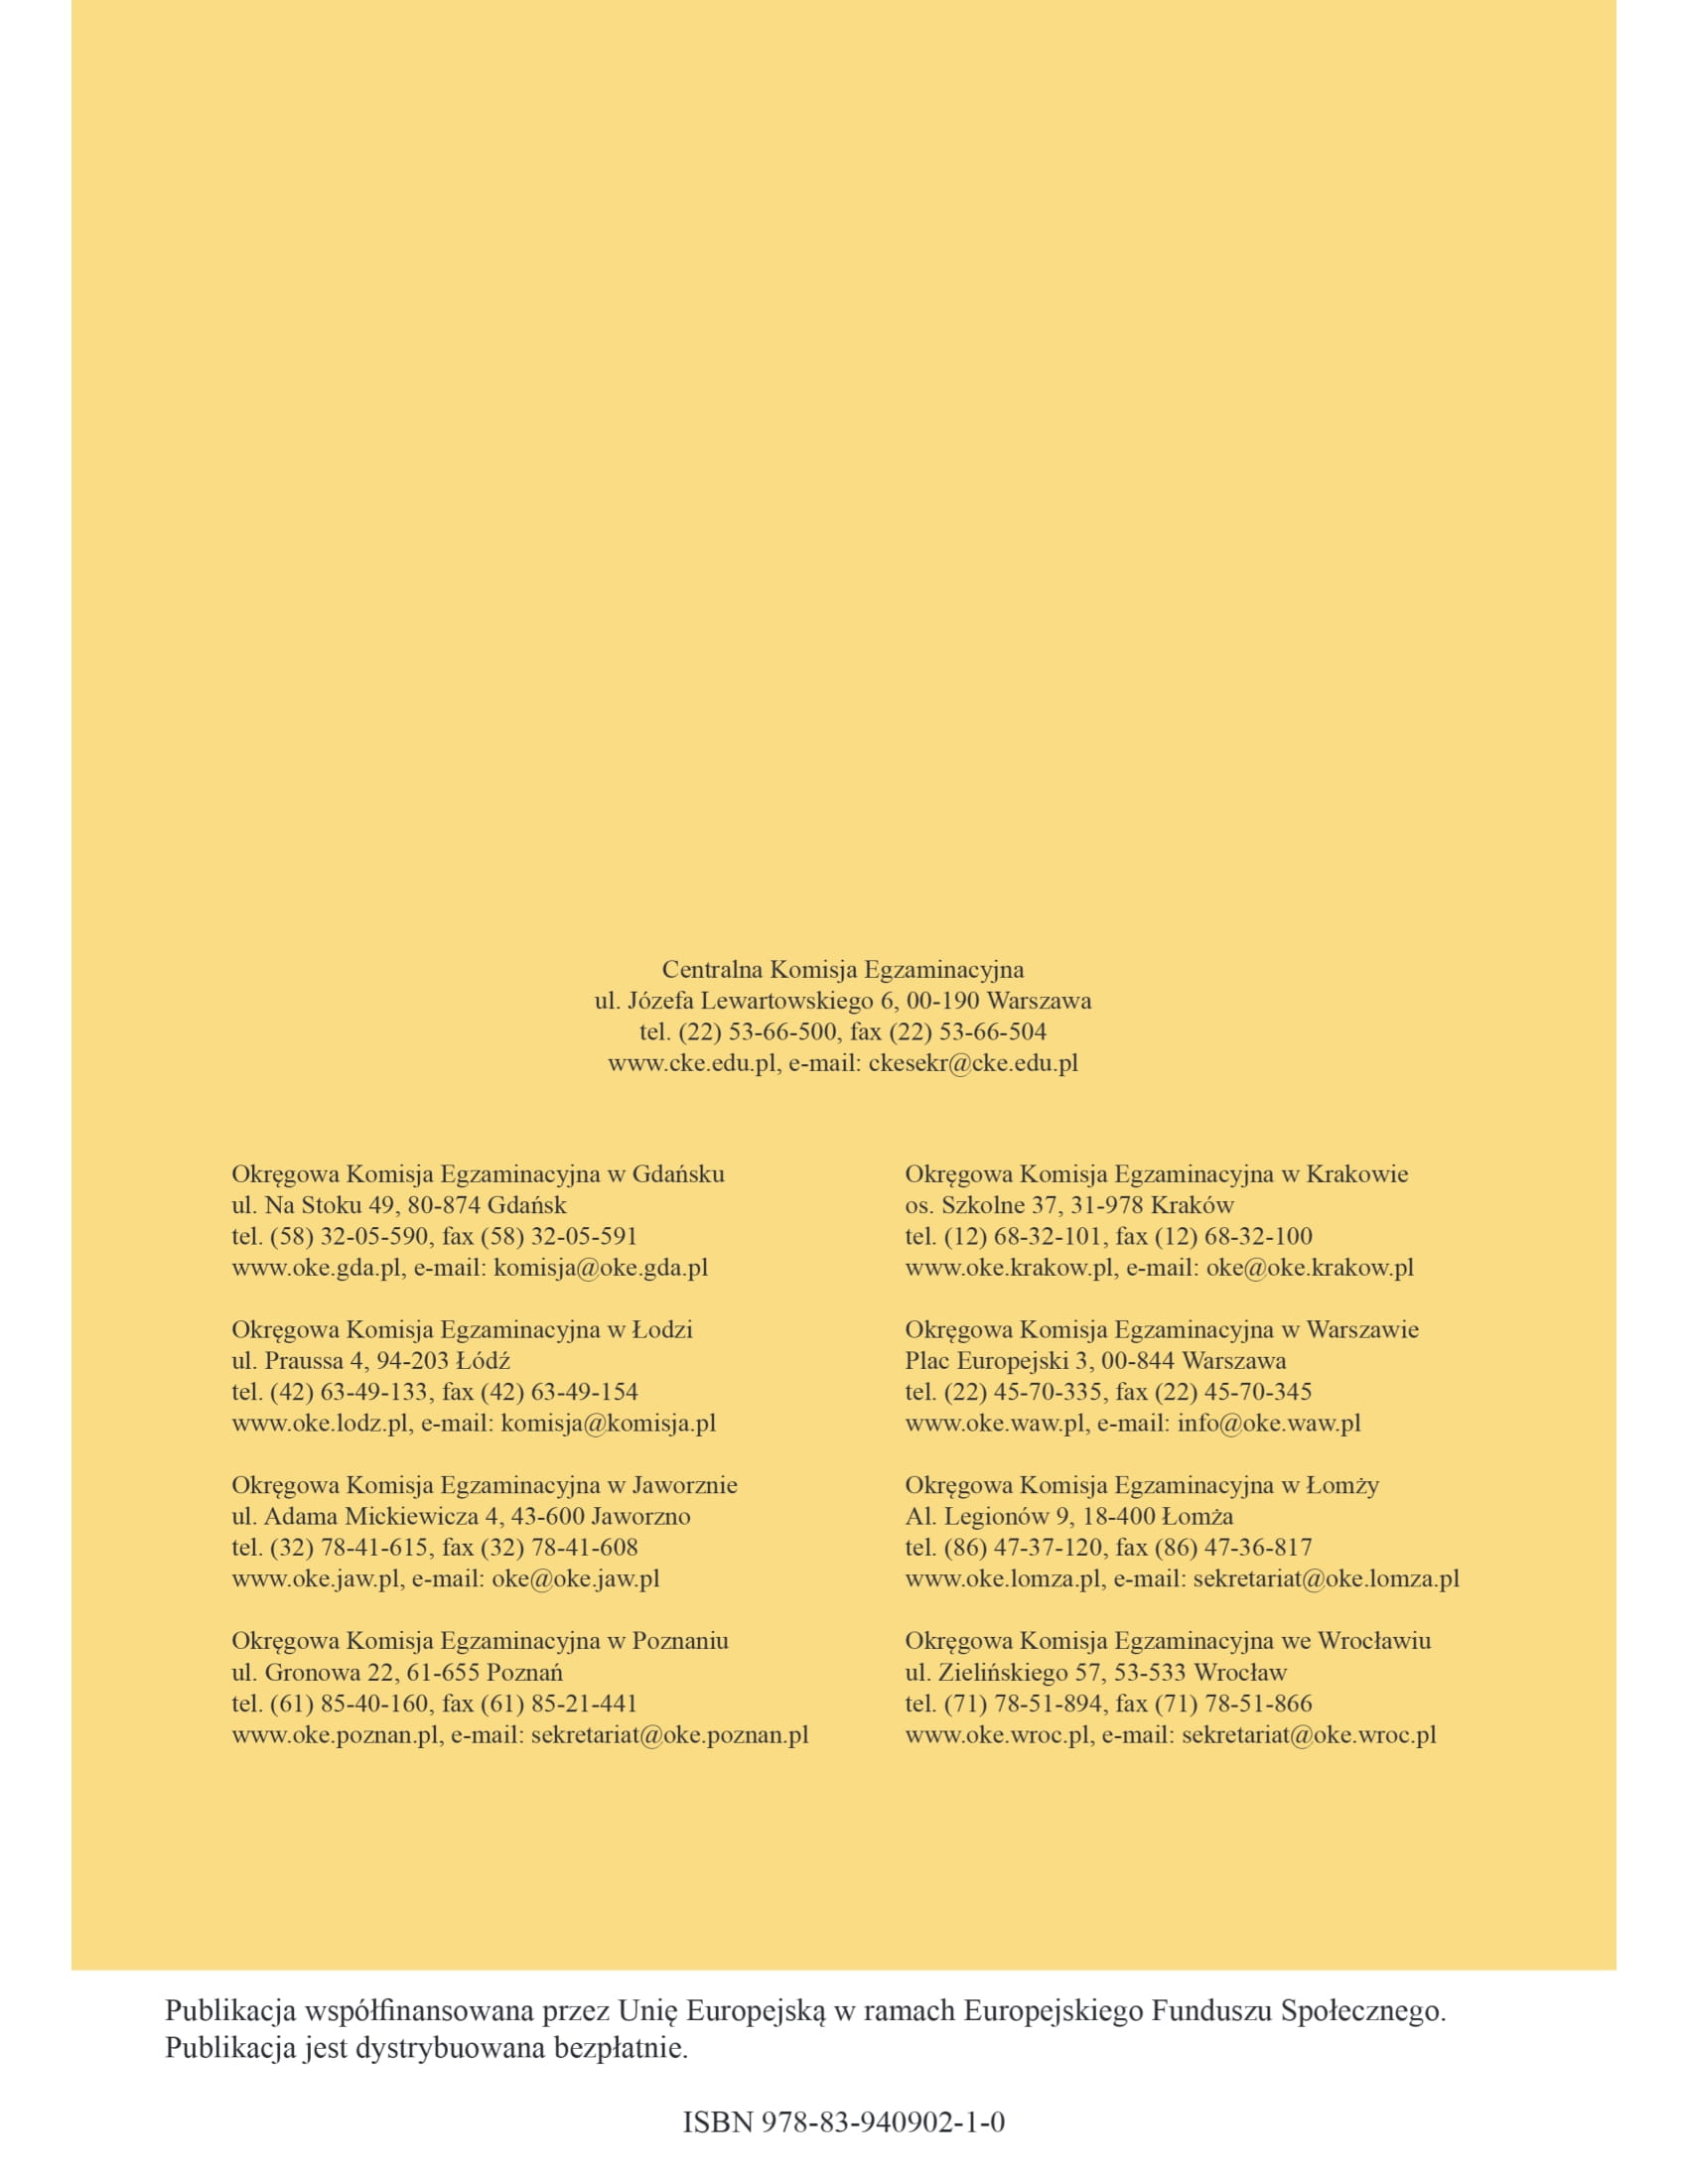 Centralna Komisja Egzaminacyjna
ul. Józefa Lewartowskiego 6, 00-190 Warszawa
tel. (22) 53-66-500, fax (22) 53-66-504
www.cke.edu.pl, e-mail: ckesekr@cke.edu.pl
Okręgowa Komisja Egzaminacyjna w Gdańsku
ul. Na Stoku 49, 80-874 Gdańsk
tel. (58) 32-05-590, fax (58) 32-05-591
www.oke.gda.pl, e-mail: komisja@oke.gda.pl
Okręgowa Komisja Egzaminacyjna w Łodzi
ul. Praussa 4, 94-203 Łódź
tel. (42) 63-49-133, fax (42) 63-49-154
www.oke.lodz.pl, e-mail: komisja@komisja.pl
Okręgowa Komisja Egzaminacyjna w Jaworznie
ul. Adama Mickiewicza 4, 43-600 Jaworzno
tel. (32) 78-41-615, fax (32) 78-41-608
www.oke.jaw.pl, e-mail: oke@oke.jaw.pl
Okręgowa Komisja Egzaminacyjna w Poznaniu
ul. Gronowa 22, 61-655 Poznań
tel. (61) 85-40-160, fax (61) 85-21-441
www.oke.poznan.pl, e-mail: sekretariat@oke.poznan.pl
Okręgowa Komisja Egzaminacyjna w Krakowie
os. Szkolne 37, 31-978 Kraków
tel. (12) 68-32-101, fax (12) 68-32-100
www.oke.krakow.pl, e-mail: oke@oke.krakow.pl
Okręgowa Komisja Egzaminacyjna w Warszawie
Plac Europejski 3, 00-844 Warszawa
tel. (22) 45-70-335, fax (22) 45-70-345
www.oke.waw.pl, e-mail: info@oke.waw.pl
Okręgowa Komisja Egzaminacyjna w Łomży
Al. Legionów 9, 18-400 Łomża
tel. (86) 47-37-120, fax (86) 47-36-817
www.oke.lomza.pl, e-mail: sekretariat@oke.lomza.pl
Okręgowa Komisja Egzaminacyjna we Wrocławiu
ul. Zielińskiego 57, 53-533 Wrocław
tel. (71) 78-51-894, fax (71) 78-51-866
www.oke.wroc.pl, e-mail: sekretariat@oke.wroc.pl
Publikacja współfinansowana przez Unię Europejską w ramach Europejskiego Funduszu Społecznego.
Publikacja jest dystrybuowana bezpłatnie.
ISBN 978-83-940902-1-0